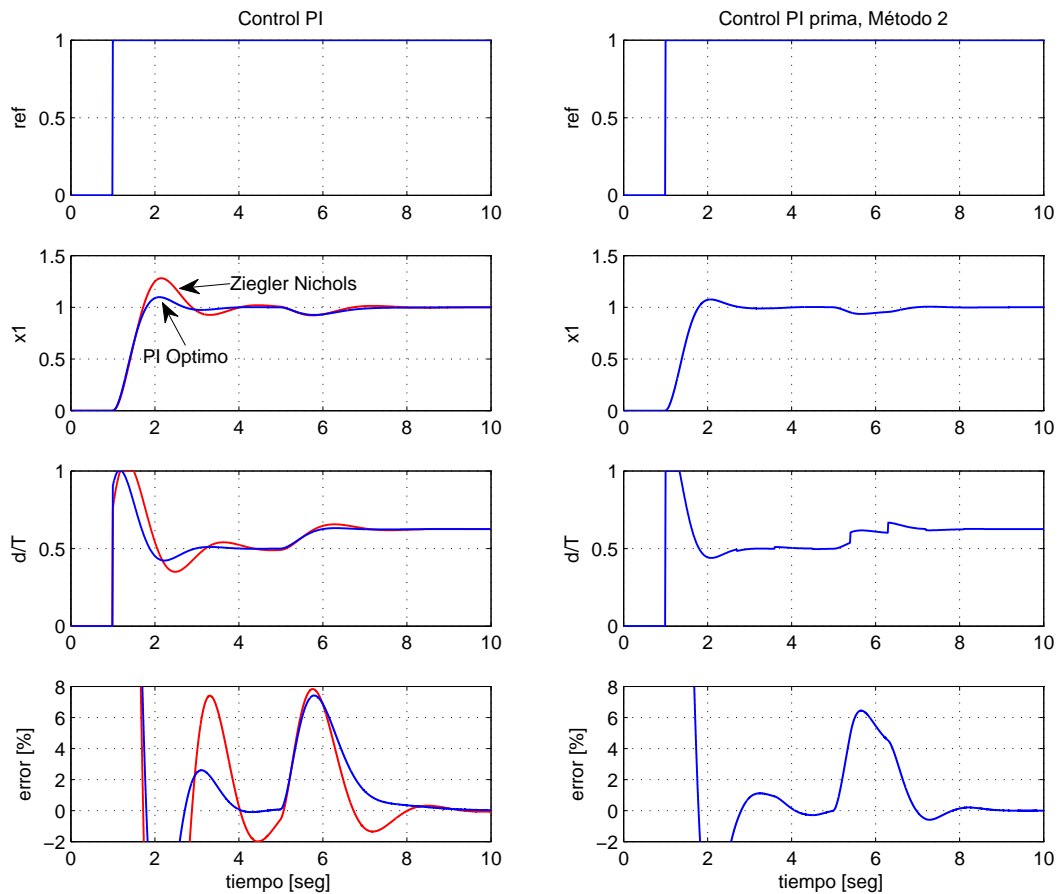 Control PI
1
0.5
0
ref
0 2 4 6 8 10
1.5
1
0.5
0
x1
Ziegler Nichols
PI Optimo
0 2 4 6 8 10
1
0.5
0
d/T
0 2 4 6 8 10
8
6
4
2
0
−2
error [%]
0 2 4 6 8 10
tiempo [seg]
Control PI prima, Método 2
1
0.5
0
ref
0 2 4 6 8 10
1.5
1
0.5
0
x1
0 2 4 6 8 10
1
0.5
0
d/T
0 2 4 6 8 10
8
6
4
2
0
−2
error [%]
0 2 4 6 8 10
tiempo [seg]